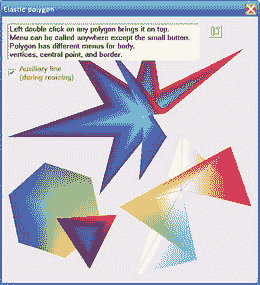 Elastic polygon
Left double click on any polygon brings it on top.
Menu can be called anywhere except the small button.
Polygon has different menus for body,
vertices, central point, and border.
Auxiliary line
(during resizing)